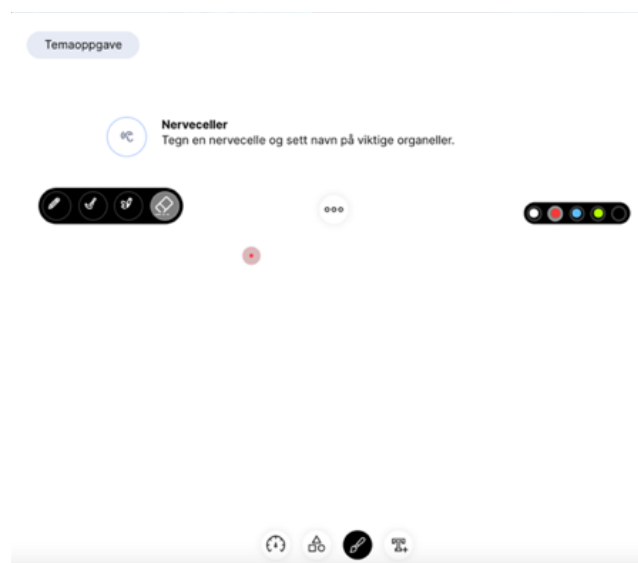 Temaoppgave
Nerveceller
Tegn en nervecelle og sett navn på viktige organeller.